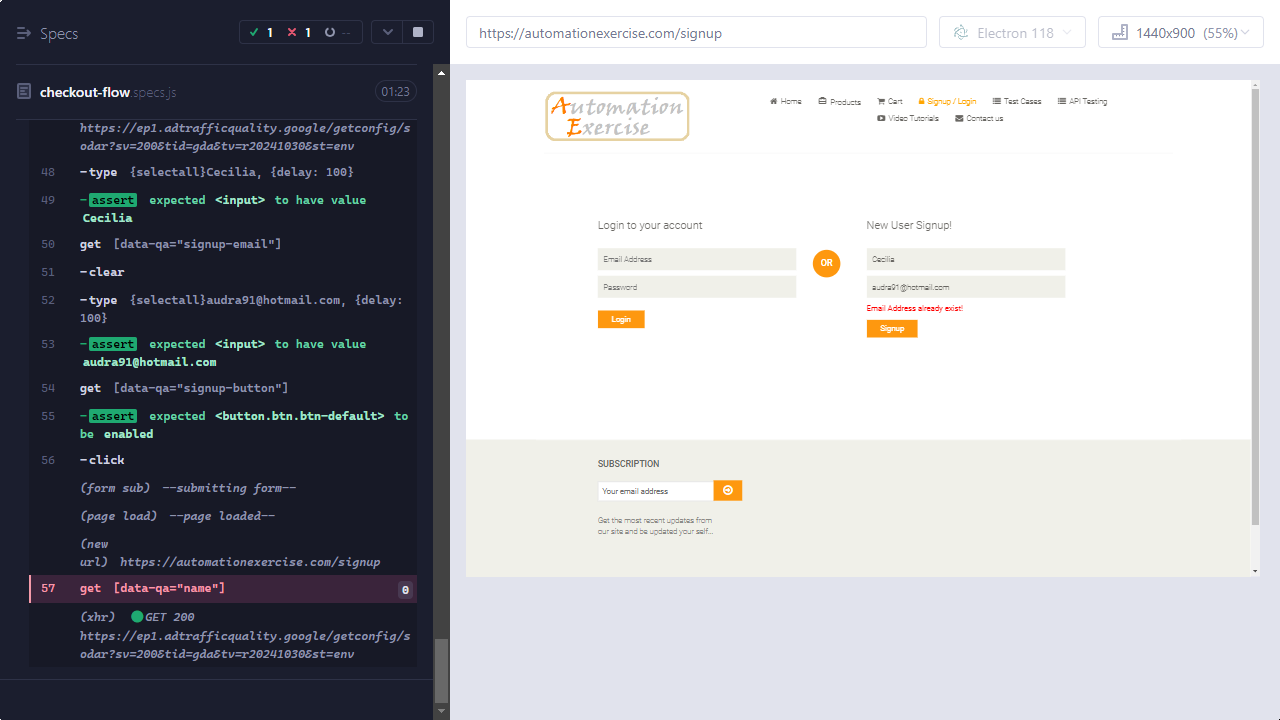 Specs
1
1
--
checkout-flow.specs.js
01:23
https://ep1.adtrafficquality.google/getconfig/s
odar?sv=200&tid=gda&tv=r20241030&st=env
48 -type {selectall}Cecilia, {delay: 100}
49 -assert expected <input> to have value
Cecilia
50 get [data-qa="signup-email"]
51 -clear
52 -type {selectall}audra91@hotmail.com, {delay:
100}
53 -assert expected <input> to have value
audra91@hotmail.com
54 get [data-qa="signup-button"]
55 -assert expected <button.btn.btn-default> to
be enabled
56 -click
(form sub) --submitting form--
(page load) --page loaded--
(new
url) https://automationexercise.com/signup
57 get [data-qa="name"] 0
(xhr) GET 200
https://ep1.adtrafficquality.google/getconfig/s
odar?sv=200&tid=gda&tv=r20241030&st=env
https://automationexercise.com/signup
Electron 118
1440x900 (55%)
Automation
Exercise
Home
Products
Cart
Signup / Login
Test Cases
API Testing
Video Tutorials
Contact us
Login to your account
Email Address
Password
Login
OR
New User Signup!
Cecilia
audra91@hotmail.com
Email Address already exist!
Signup
SUBSCRIPTION
Your email address
Get the most recent updates from
our site and be updated your self...